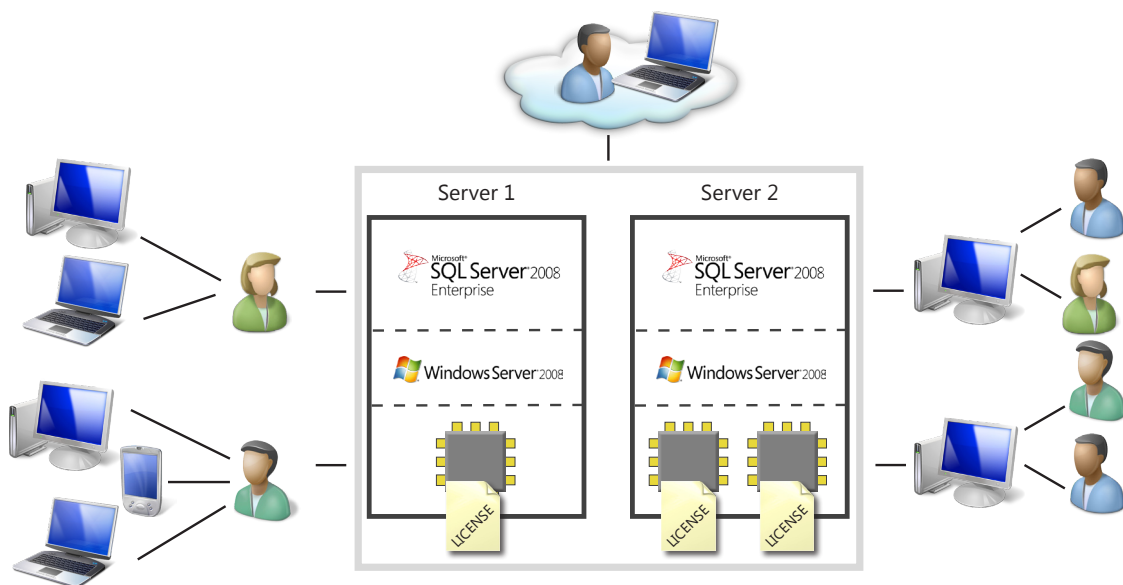 Server 1
Server 2
Microsoft®
SQL Server® 2008
Enterprise
Microsoft®
SQL Server® 2008
Enterprise
Windows Server® 2008
Windows Server® 2008
LICENSE
LICENSE
LICENSE